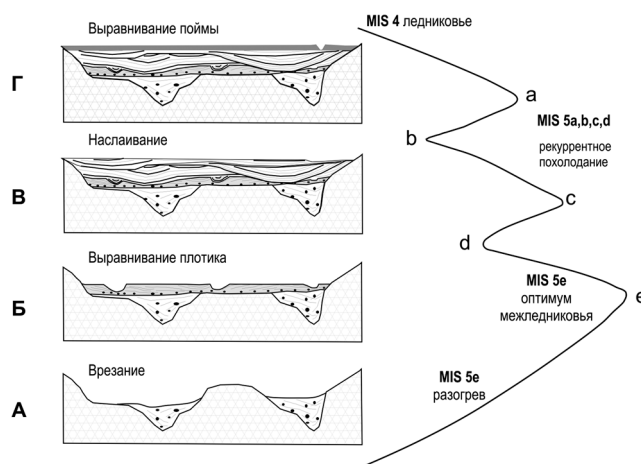 MIS 4 ледниковье
Выравнивание поймы
Г
a
MIS 5a,b,c,d
b
рекуррентное
похолодание
Наслаивание
В
c
d
Выравнивание плотика
MIS 5e
оптимум
межледниковья
e
Б
Врезание
MIS 5e
разогрев
А